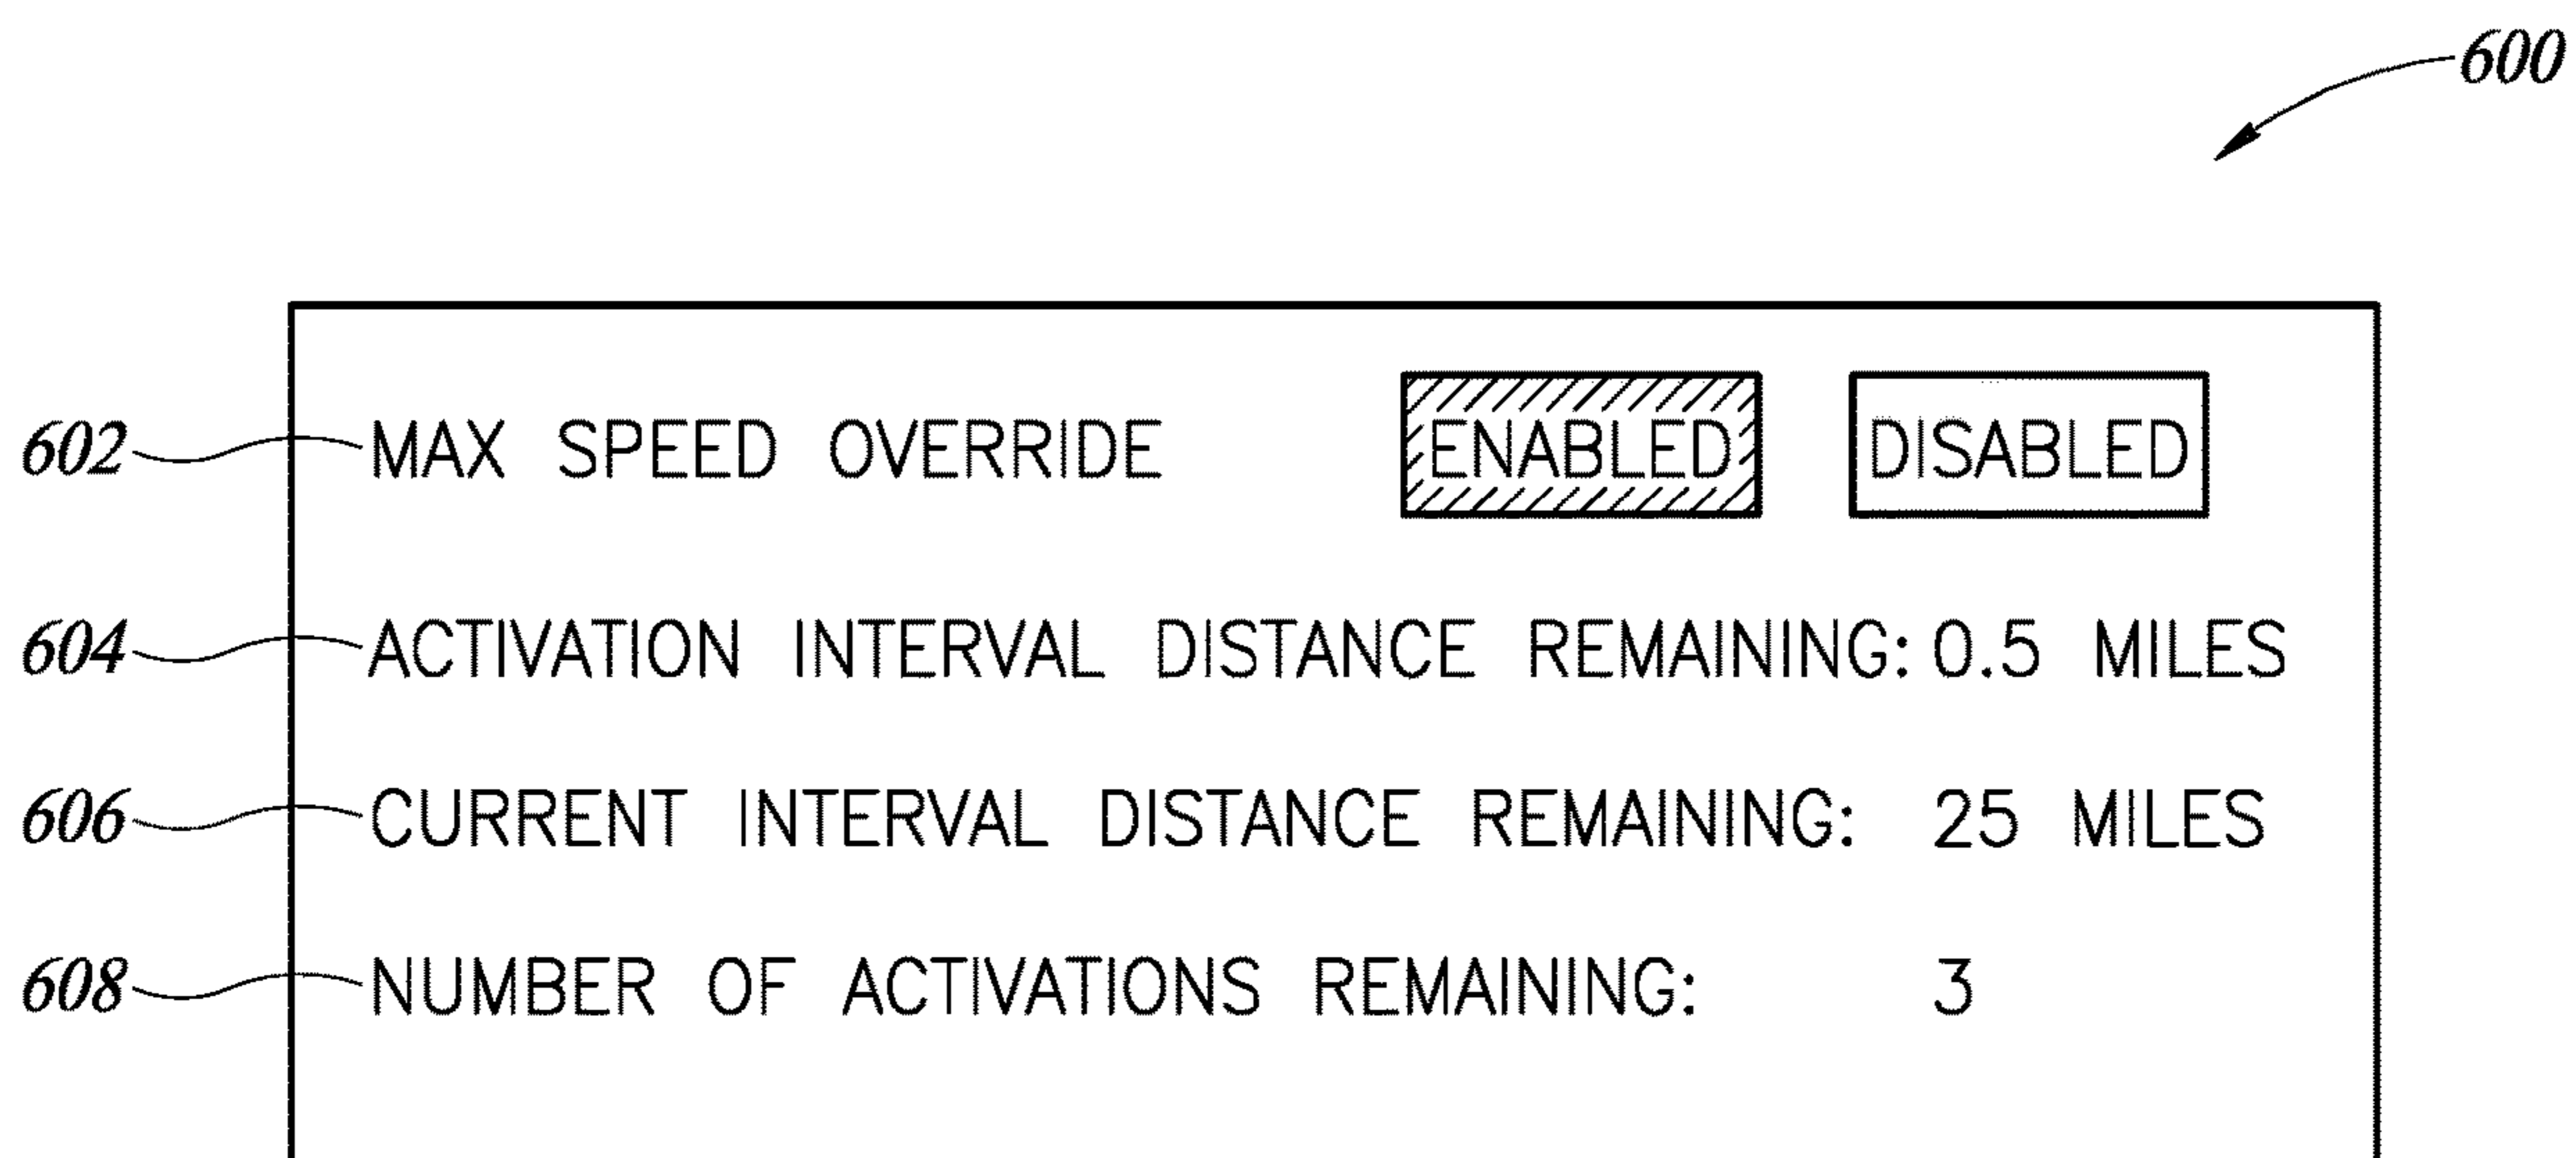 600
602 MAX SPEED OVERRIDE ENABLED DISABLED
604 ACTIVATION INTERVAL DISTANCE REMAINING: 0.5 MILES
606 CURRENT INTERVAL DISTANCE REMAINING: 25 MILES
608 NUMBER OF ACTIVATIONS REMAINING: 3